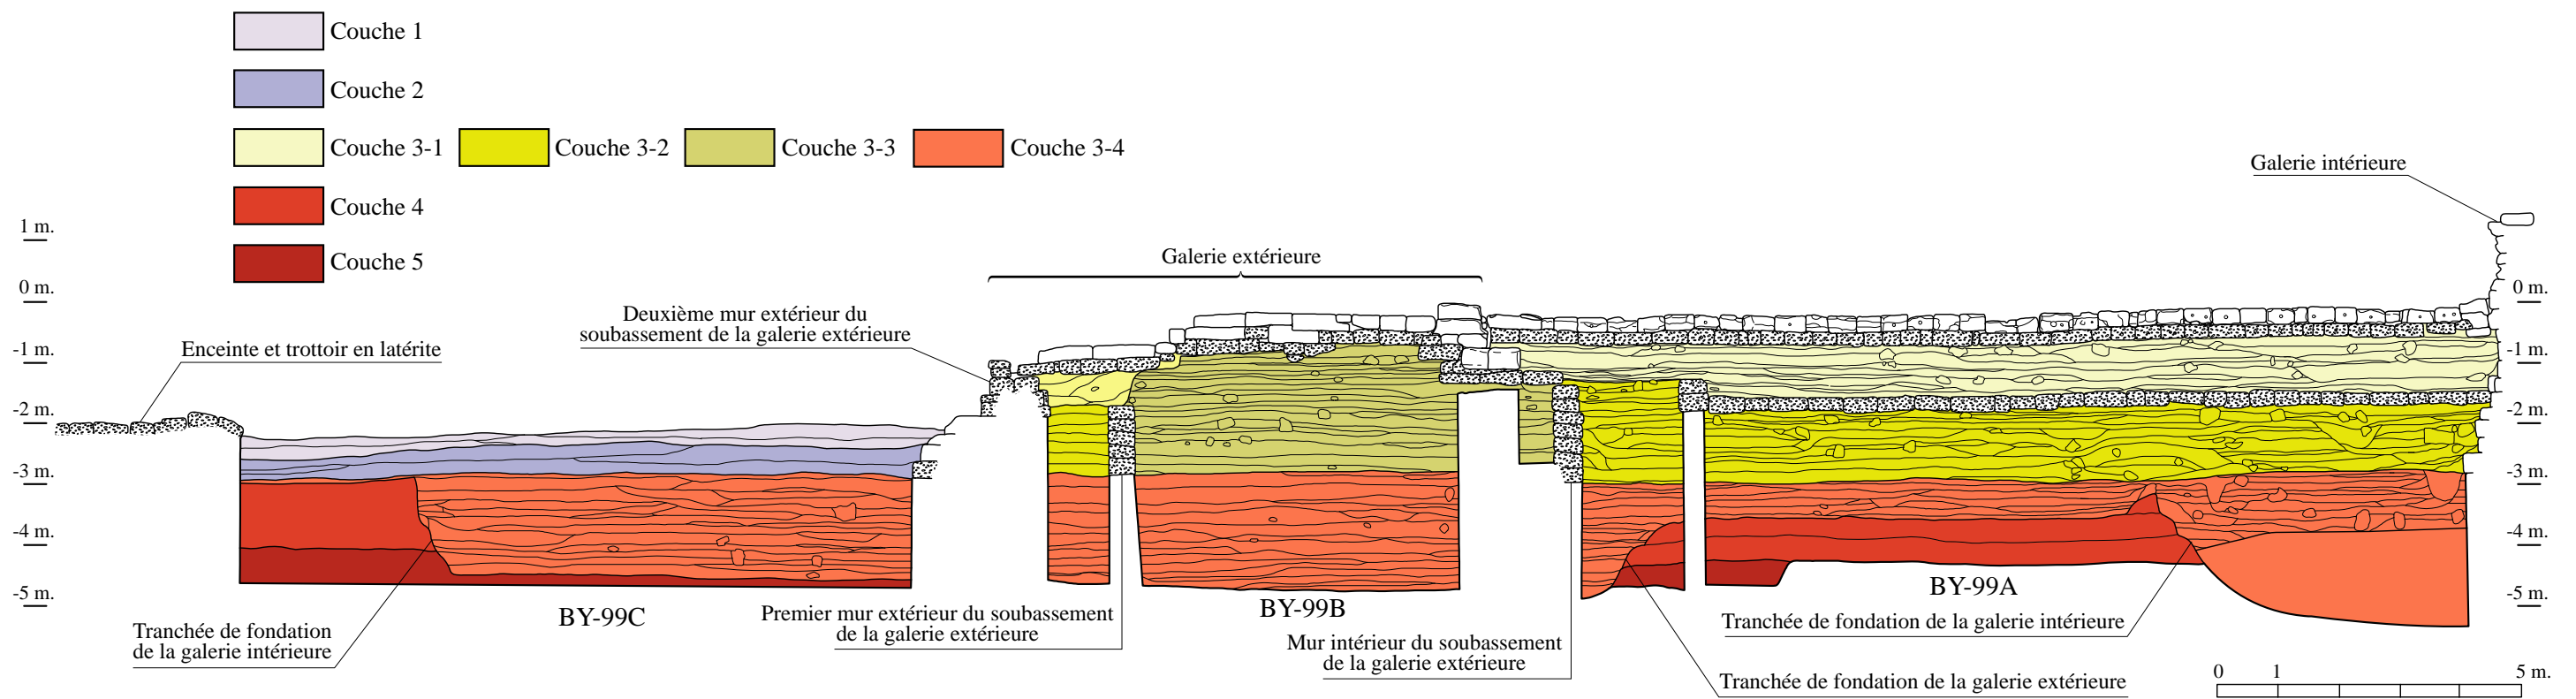 Couche 1
Couche 2
Couche 3-1 Couche 3-2 Couche 3-3 Couche 3-4
Couche 4
Couche 5
1 m.
0 m.
-1 m.
-2 m.
-3 m.
-4 m.
-5 m.
Enceinte et trottoir en latérite
Deuxième mur extérieur du
soubassement de la galerie extérieure
Galerie extérieure
Galerie intérieure
0 m.
-1 m.
-2 m.
-3 m.
-4 m.
-5 m.
BY-99C
BY-99B
BY-99A
Tranchée de fondation
de la galerie intérieure
Premier mur extérieur du soubassement
de la galerie extérieure
Mur intérieur du soubassement
de la galerie extérieure
Tranchée de fondation de la galerie intérieure
Tranchée de fondation de la galerie extérieure
0 1 5 m.